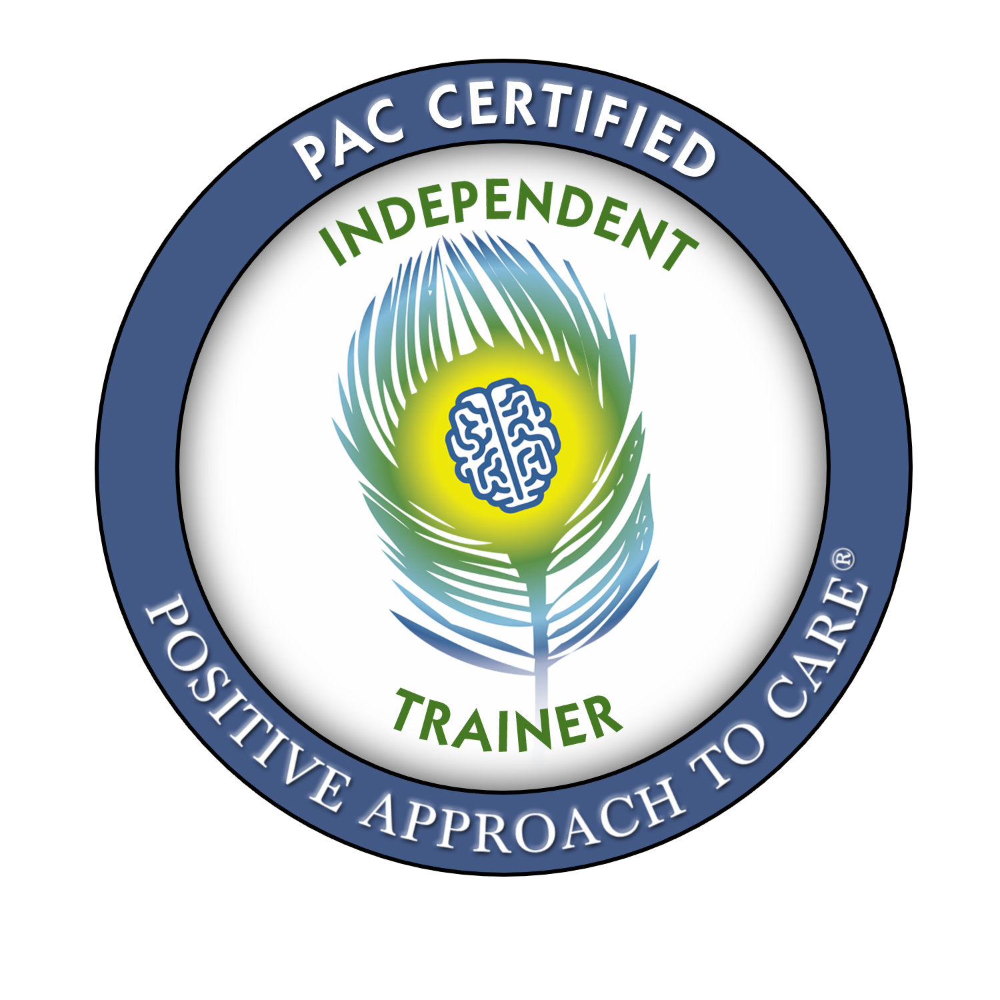 PAC CERTIFIED
INDEPENDENT
TRAINER
POSITIVE APPROACH TO CARE®